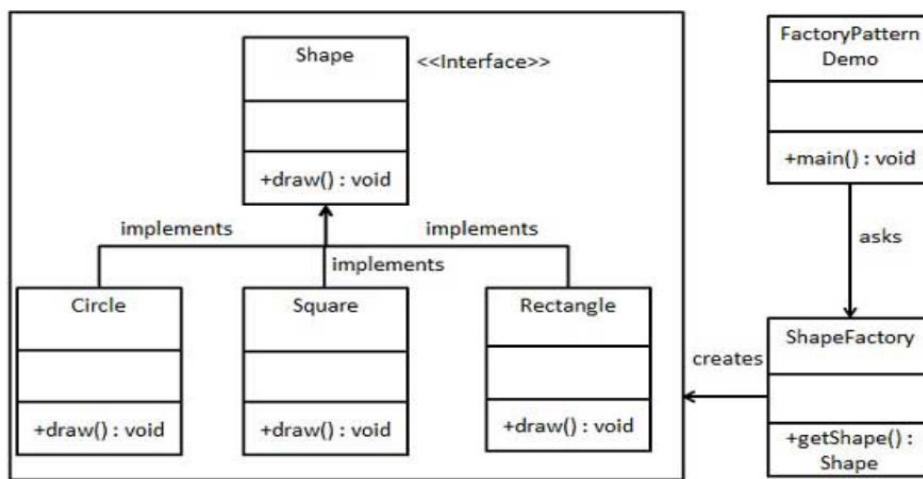 Shape
<<Interface>>
+draw() : void
implements
implements
implements
Circle
+draw() : void
Square
+draw() : void
Rectangle
+draw() : void
FactoryPattern
Demo
+main() : void
asks
ShapeFactory
+getShape() :
Shape
creates